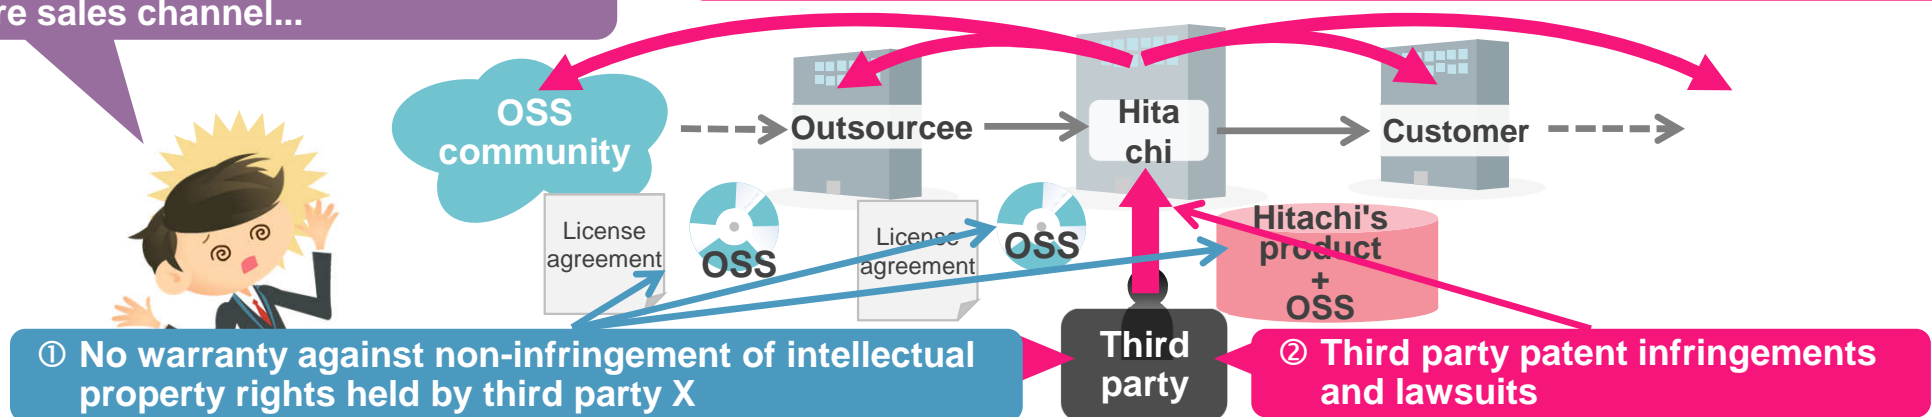 re sales channel...
OSS
community
Outsourcee
Hita
chi
Customer
License
agreement
OSS
License
agreement
OSS
Hitachi's
product
+
OSS
① No warranty against non-infringement of intellectual
property rights held by third party X
Third
party
② Third party patent infringements
and lawsuits